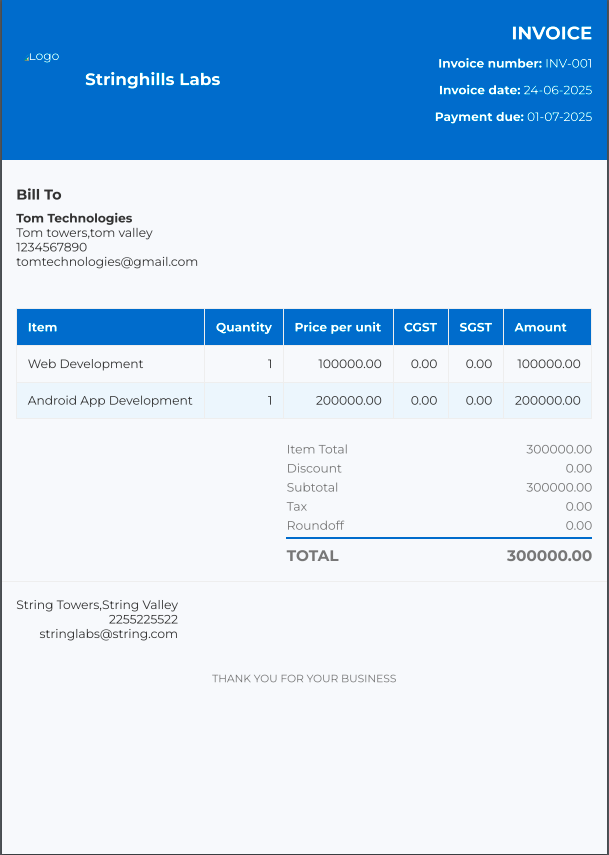 INVOICE
Logo
Invoice number: INV-001
Stringhills Labs
Invoice date: 24-06-2025
Payment due: 01-07-2025
Bill To
Tom Technologies
Tom towers,tom valley
1234567890
tomtechnologies@gmail.com
Item Quantity Price per unit CGST SGST Amount
Web Development 1 100000.00 0.00 0.00 100000.00
Android App Development 1 200000.00 0.00 0.00 200000.00
Item Total 300000.00
Discount 0.00
Subtotal 300000.00
Tax 0.00
Roundoff 0.00
TOTAL 300000.00
String Towers,String Valley
2255225522
stringlabs@string.com
THANK YOU FOR YOUR BUSINESS